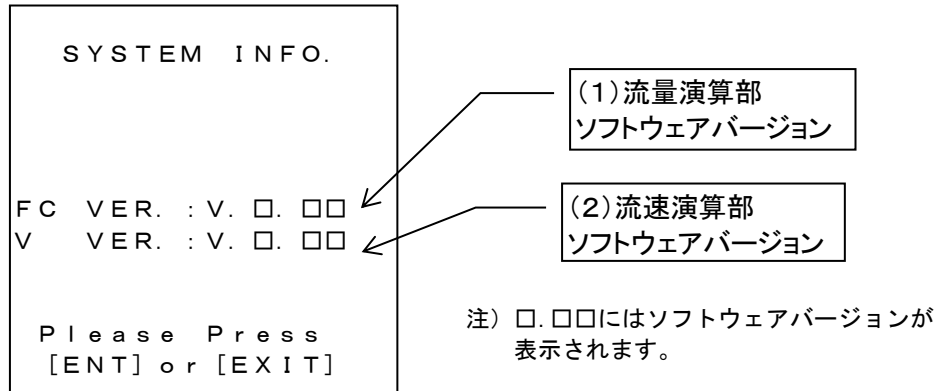 ＳＹＳＴＥＭ　ＩＮＦＯ．
ＦＣ　ＶＥＲ．：Ｖ．□．□□
Ｖ　　ＶＥＲ．：Ｖ．□．□□
Ｐｌｅａｓｅ　Ｐｒｅｓｓ
［ＥＮＴ］ｏｒ［ＥＸＩＴ］
（１）流量演算部
ソフトウェアバージョン
（２）流速演算部
ソフトウェアバージョン
注）□．□□にはソフトウェアバージョンが
表示されます。